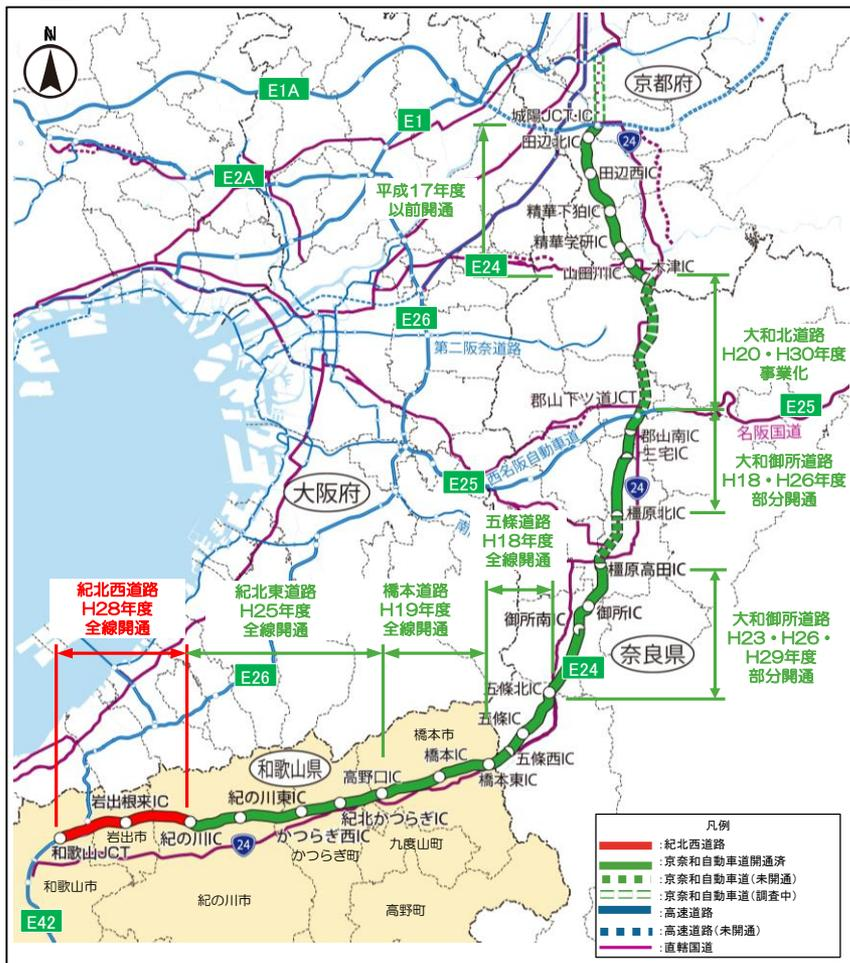 N
E1A
京都府
E1
城陽JCT・IC
田辺北IC
24
E2A
田辺西IC
平成17年度
以前開通
精華下狛IC
精華学研IC
E24
山田川IC
木津IC
E26
第二阪奈道路
大和北道路
H20・H30年度
事業化
郡山下ツ道JCT
E25
名阪国道
西名阪自動車道
郡山南IC
三宅IC
大和御所道路
H18・H26年度
部分開通
E25
24
大阪府
橿原北IC
五條道路
H18年度
全線開通
橿原高田IC
紀北西道路
H28年度
全線開通
紀北東道路
H25年度
全線開通
橋本道路
H19年度
全線開通
御所南IC
御所IC
大和御所道路
H23・H26・
H29年度
部分開通
奈良県
E24
E26
五條北IC
五條IC
橋本市
五條西IC
橋本IC
橋本東IC
和歌山県
高野口IC
岩出根来IC
紀の川東IC
紀北かつらぎIC
岩出市
紀の川IC
24
かつらぎ西IC
かつらぎ町
九度山町
和歌山JCT
和歌山市
紀の川市
高野町
E42
凡例
:紀北西道路
:京奈和自動車道開通済
:京奈和自動車道(未開通)
:京奈和自動車道(調査中)
:高速道路
:高速道路(未開通)
:直轄国道